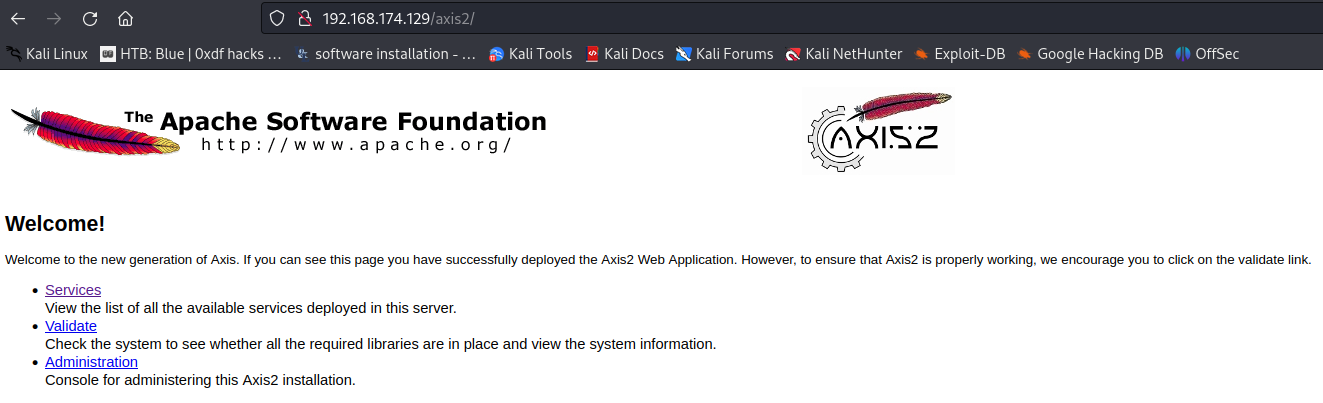 192.168.174.129/axis2/
Kali Linux HTB: Blue | 0xdf hacks ... software installation - ... Kali Tools Kali Docs Kali Forums Kali NetHunter Exploit-DB Google Hacking DB OffSec
The Apache Software Foundation
http://www.apache.org/
AXIS2
Welcome!
Welcome to the new generation of Axis. If you can see this page you have successfully deployed the Axis2 Web Application. However, to ensure that Axis2 is properly working, we encourage you to click on the validate link.
Services
View the list of all the available services deployed in this server.
Validate
Check the system to see whether all the required libraries are in place and view the system information.
Administration
Console for administering this Axis2 installation.